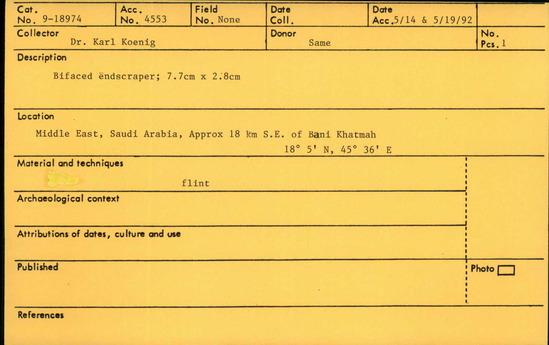 Cat. No. 9-18974 Acc. No. 4553 Field No. None Date Coll. Date Acc. 5/14 & 5/19/92
Collector Dr. Karl Koenig Donor Same No. Pcs. 1
Description
Bifaced endscraper; 7.7cm x 2.8cm
Location
Middle East, Saudi Arabia, Approx 18 km S.E. of Bani Khatmah
18° 5' N, 45° 36' E
Material and techniques
flint
Archaeological context
Attributions of dates, culture and use
Published
Photo
References